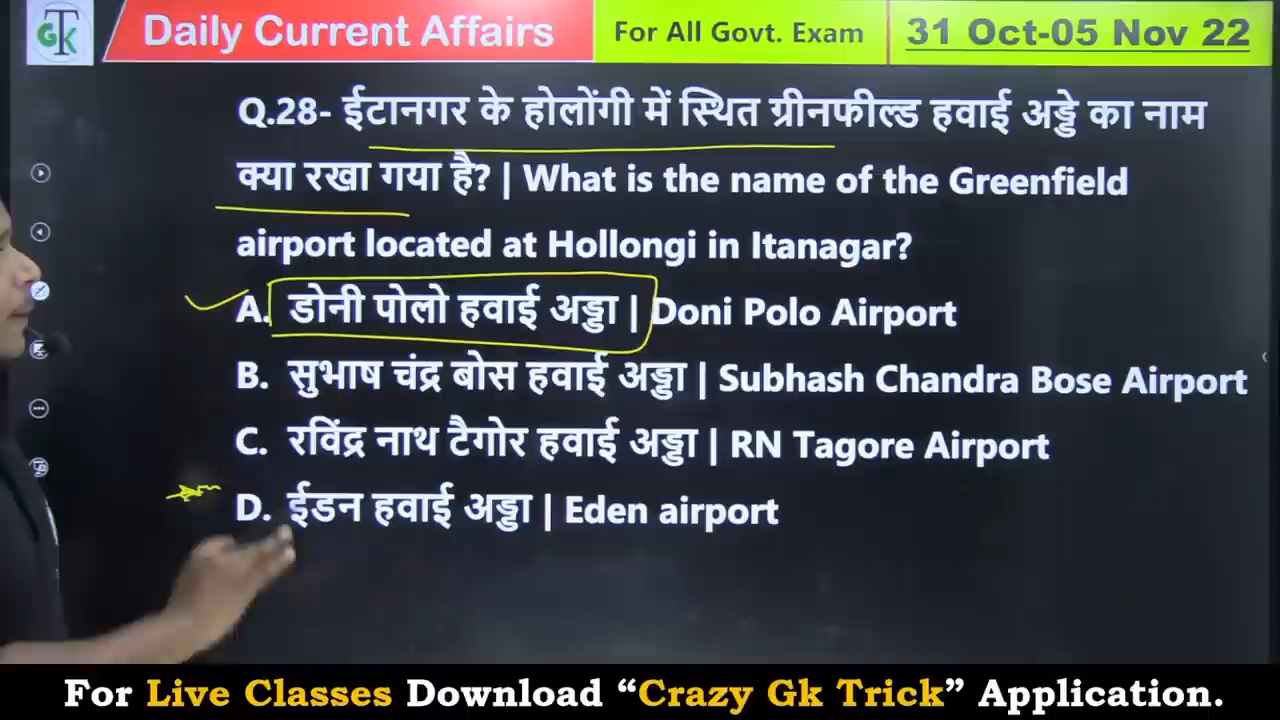 GTK
Daily Current Affairs
For All Govt. Exam
31 Oct-05 Nov 22
Q.28- ईटानगर के होलोंगी में स्थित ग्रीनफील्ड हवाई अड्डे का नाम
क्या रखा गया है? | What is the name of the Greenfield
airport located at Hollongi in Itanagar?
A. डोनी पोलो हवाई अड्डा | Doni Polo Airport
B. सुभाष चंद्र बोस हवाई अड्डा | Subhash Chandra Bose Airport
C. रविंद्र नाथ टैगोर हवाई अड्डा | RN Tagore Airport
D. ईडन हवाई अड्डा | Eden airport
For Live Classes Download “Crazy Gk Trick” Application.